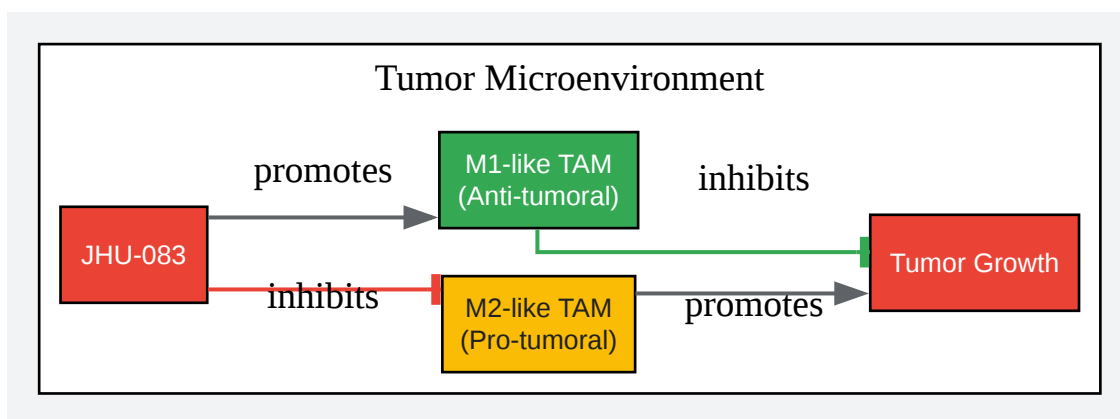 Tumor Microenvironment
promotes
M1-like TAM
(Anti-tumoral)
inhibits
JHU-083
Tumor Growth
inhibits
M2-like TAM
(Pro-tumoral)
promotes